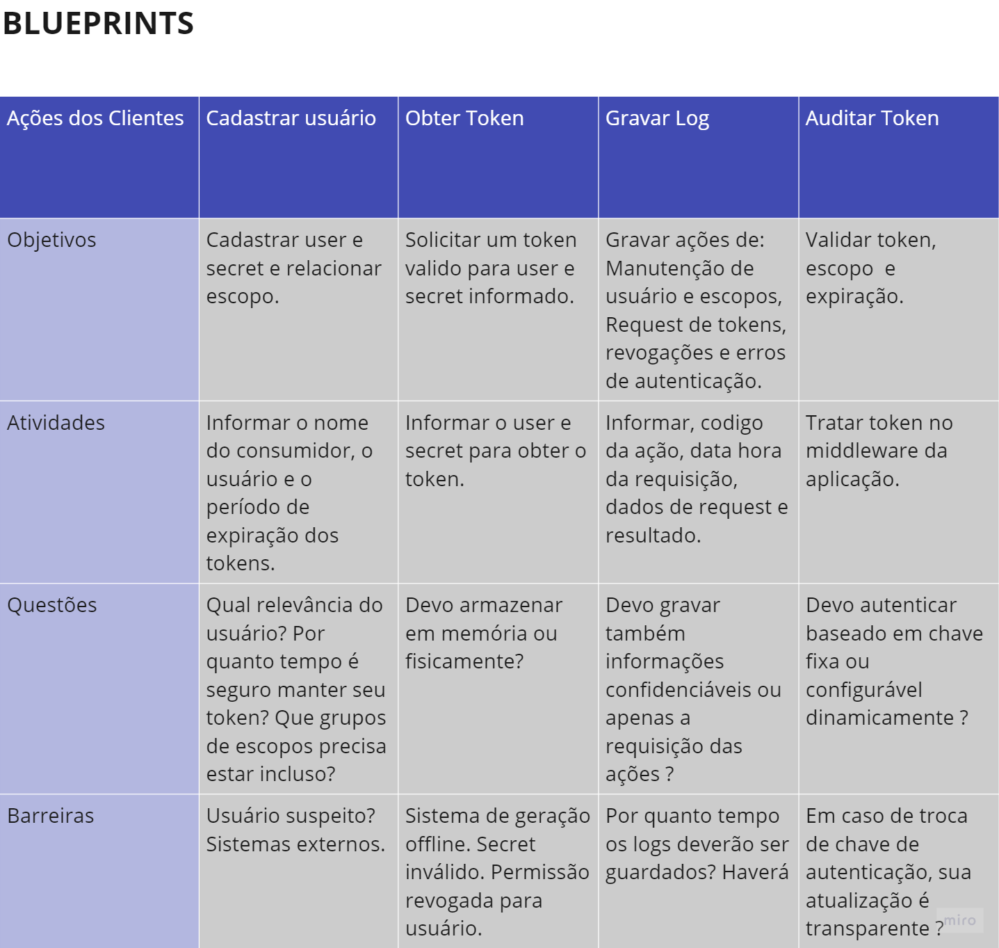 BLUEPRINTS
Ações dos Clientes
Cadastrar usuário
Obter Token
Gravar Log
Auditar Token
Objetivos
Cadastrar user e
secret e relacionar
escopo.
Solicitar um token
valido para user e
secret informado.
Gravar ações de:
Manutenção de
usuário e escopos,
Request de tokens,
revogações e erros
de autenticação.
Validar token,
escopo  e
expiração.
Atividades
Informar o nome
do consumidor, o
usuário e o
período de
expiração dos
tokens.
Informar o user e
secret para obter o
token.
Informar, codigo
da ação, data hora
da requisição,
dados de request e
resultado.
Tratar token no
middleware da
aplicação.
Questões
Qual relevância do
usuário? Por
quanto tempo é
seguro manter seu
token? Que grupos
de escopos precisa
estar incluso?
Devo armazenar
em memória ou
fisicamente?
Devo gravar
também
informações
confidenciáveis ou
apenas a
requisição das
ações ?
Devo autenticar
baseado em chave
fixa ou
configurável
dinamicamente ?
Barreiras
Usuário suspeito?
Sistemas externos.
Sistema de geração
offline. Secret
inválido. Permissão
revogada para
usuário.
Por quanto tempo
os logs deverão ser
guardados? Haverá
Em caso de troca
de chave de
autenticação, sua
atualização é
transparente ?
miro